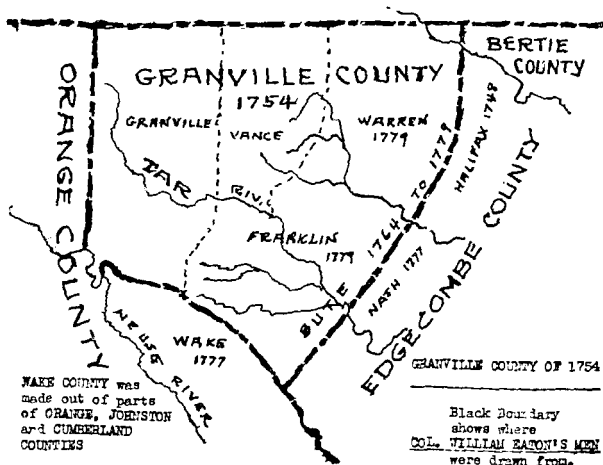 BERTIE
COUNTY
ORANGE COUNTY
GRANVILLE COUNTY
1754
GRANVILLE
VANCE
WARREN
1779
HALIFAX 1748
TAR RIV.
BUTE 1764 TO 1779
FRARKLIN
1779
NASH 1777
EDGECOMBE COUNTY
WAKE
1777
NEUSE RIVER
GRANVILLE COUNTY OF 1754
WAKE COUNTY was
made out of parts
of ORANGE, JOHNSTON
and CUMBERLAND
COUNTIES
Black Boundary
shows where
COL. WILLIAM EATON'S MEN
were drawn from.